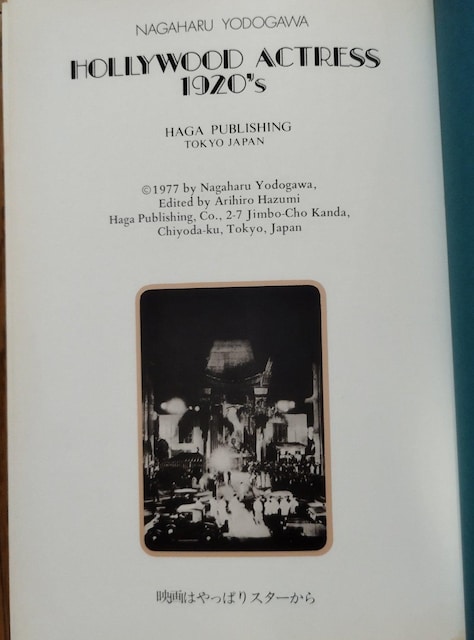 NAGAHARU YODOGAWA
HOLLYWOOD ACTRESS
1920's
HAGA PUBLISHING
TOKYO JAPAN
©1977 by Nagaharu Yodogawa,
Edited by Arihiro Hazumi
Haga Publishing, Co., 2-7 Jimbo-Cho Kanda,
Chiyoda-ku, Tokyo, Japan
映画はやっぱりスターから